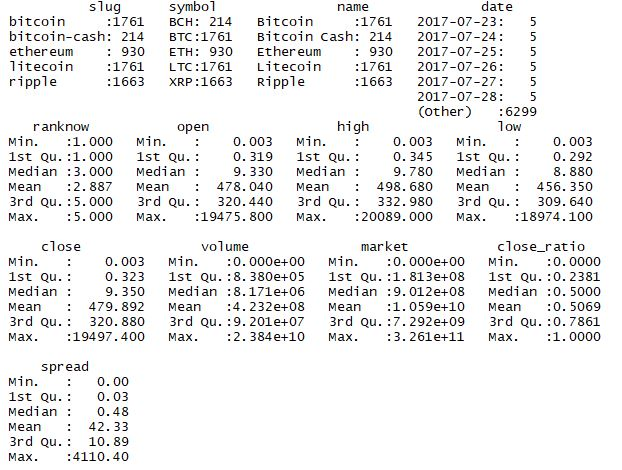 slug symbol name date
bitcoin :1761 BCH: 214 Bitcoin :1761 2017-07-23: 5
bitcoin-cash: 214 BTC:1761 Bitcoin Cash: 214 2017-07-24: 5
ethereum : 930 ETH: 930 Ethereum : 930 2017-07-25: 5
litecoin :1761 LTC:1761 Litecoin :1761 2017-07-26: 5
ripple :1663 XRP:1663 Ripple :1663 2017-07-27: 5
2017-07-28: 5
(Other) :6299
ranknow open high low
Min. :1.000 Min. : 0.003 Min. : 0.003 Min. : 0.003
1st Qu.:1.000 1st Qu.: 0.319 1st Qu.: 0.345 1st Qu.: 0.292
Median :3.000 Median : 9.330 Median : 9.780 Median : 8.880
Mean :2.887 Mean : 478.040 Mean : 498.680 Mean : 456.350
3rd Qu.:5.000 3rd Qu.: 320.440 3rd Qu.: 332.980 3rd Qu.: 309.640
Max. :5.000 Max. :19475.800 Max. :20089.000 Max. :18974.100
close volume market close_ratio
Min. : 0.003 Min. :0.000e+00 Min. :0.000e+00 Min. :0.0000
1st Qu.: 0.323 1st Qu.:8.380e+05 1st Qu.:1.813e+08 1st Qu.:0.2381
Median : 9.350 Median :8.171e+06 Median :9.012e+08 Median :0.5000
Mean : 479.892 Mean :4.232e+08 Mean :1.059e+10 Mean :0.5069
3rd Qu.: 320.880 3rd Qu.:9.201e+07 3rd Qu.:7.292e+09 3rd Qu.:0.7861
Max. :19497.400 Max. :2.384e+10 Max. :3.261e+11 Max. :1.0000
spread
Min. : 0.00
1st Qu.: 0.03
Median : 0.48
Mean : 42.33
3rd Qu.: 10.89
Max. :4110.40